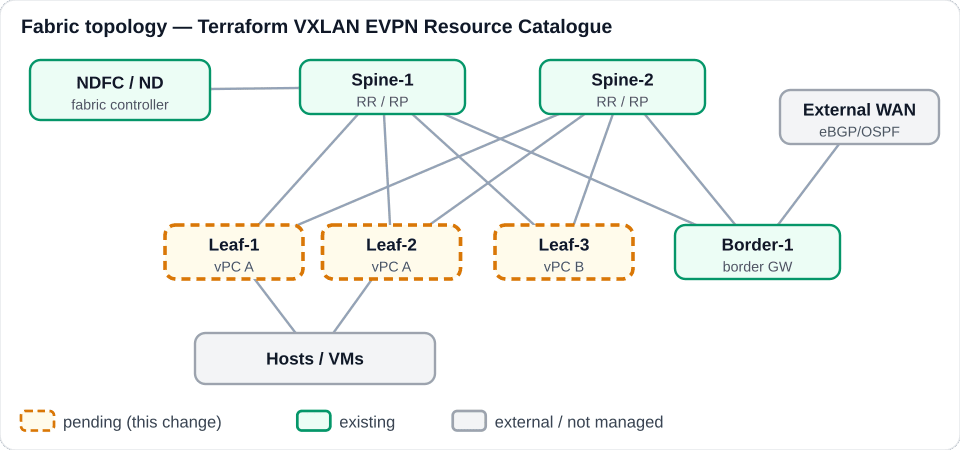 Fabric topology — Terraform VXLAN EVPN Resource Catalogue
NDFC / ND
fabric controller
Spine-1
RR / RP
Spine-2
RR / RP
External WAN
eBGP/OSPF
Leaf-1
vPC A
Leaf-2
vPC A
Leaf-3
vPC B
Border-1
border GW
Hosts / VMs
pending (this change)
existing
external / not managed